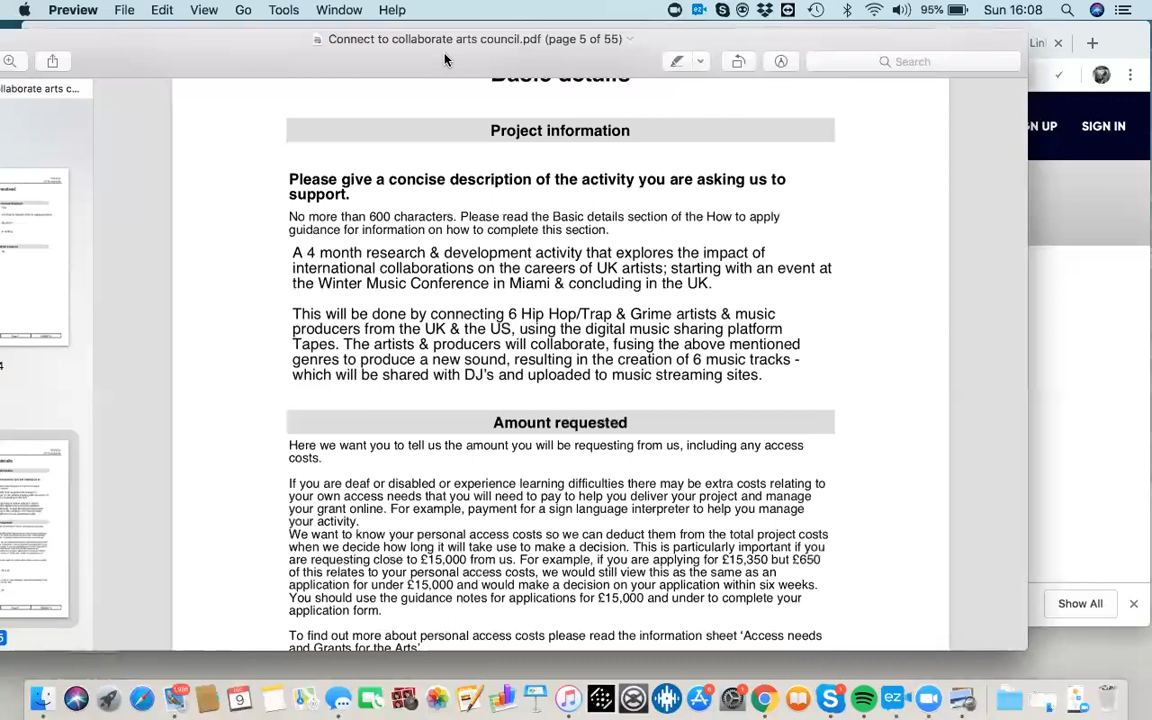 Preview File Edit View Go Tools Window Help 95% Sun 16:08
Connect to collaborate arts council.pdf (page 5 of 55)
Search
llaborate arts c...
SIGN IN
Basic details
Project information
Please give a concise description of the activity you are asking us to
support.
No more than 600 characters. Please read the Basic details section of the How to apply
guidance for information on how to complete this section.
A 4 month research & development activity that explores the impact of
international collaborations on the careers of UK artists; starting with an event at
the Winter Music Conference in Miami & concluding in the UK.
This will be done by connecting 6 Hip Hop/Trap & Grime artists & music
producers from the UK & the US, using the digital music sharing platform
Tapes. The artists & producers will collaborate, fusing the above mentioned
genres to produce a new sound, resulting in the creation of 6 music tracks -
which will be shared with DJ's and uploaded to music streaming sites.
Amount requested
Here we want you to tell us the amount you will be requesting from us, including any access
costs.
If you are deaf or disabled or experience learning difficulties there may be extra costs relating to
your own access needs that you will need to pay to help you deliver your project and manage
your grant online. For example, payment for a sign language interpreter to help you manage
your activity.
We want to know your personal access costs so we can deduct them from the total project costs
when we decide how long it will take use to make a decision. This is particularly important if you
are requesting close to £15,000 from us. For example, if you are applying for £15,350 but £650
of this relates to your personal access costs, we would still view this as the same as an
application for under £15,000 and would make a decision on your application within six weeks.
You should use the guidance notes for applications for £15,000 and under to complete your
application form.
To find out more about personal access costs please read the information sheet 'Access needs
and Grants for the Arts'
Show All